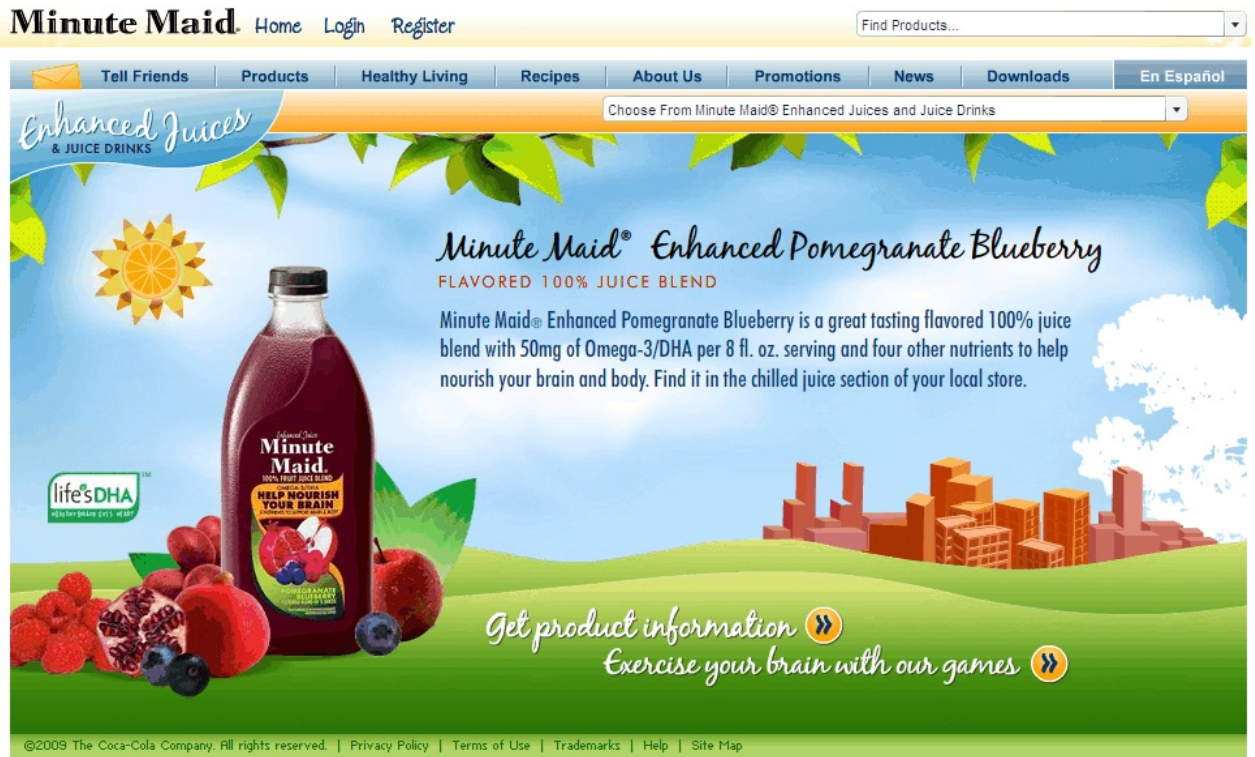 Minute Maid® Home Login Register
Find Products...
Tell Friends Products Healthy Living Recipes About Us Promotions News Downloads En Español
Choose From Minute Maid® Enhanced Juices and Juice Drinks
Enhanced Juices
& JUICE DRINKS
Minute Maid® Enhanced Pomegranate Blueberry
FLAVORED 100% JUICE BLEND
Minute Maid® Enhanced Pomegranate Blueberry is a great tasting flavored 100% juice
blend with 50mg of Omega-3/DHA per 8 fl. oz. serving and four other nutrients to help
nourish your brain and body. Find it in the chilled juice section of your local store.
Enhanced Juice
Minute
Maid®
100% FRUIT JUICE BLEND
OMEGA-3/DHA
HELP NOURISH
YOUR BRAIN
POMEGRANATE
BLUEBERRY
life'sDHA™
Get product information
Exercise your brain with our games
©2009 The Coca-Cola Company. All rights reserved. | Privacy Policy | Terms of Use | Trademarks | Help | Site Map